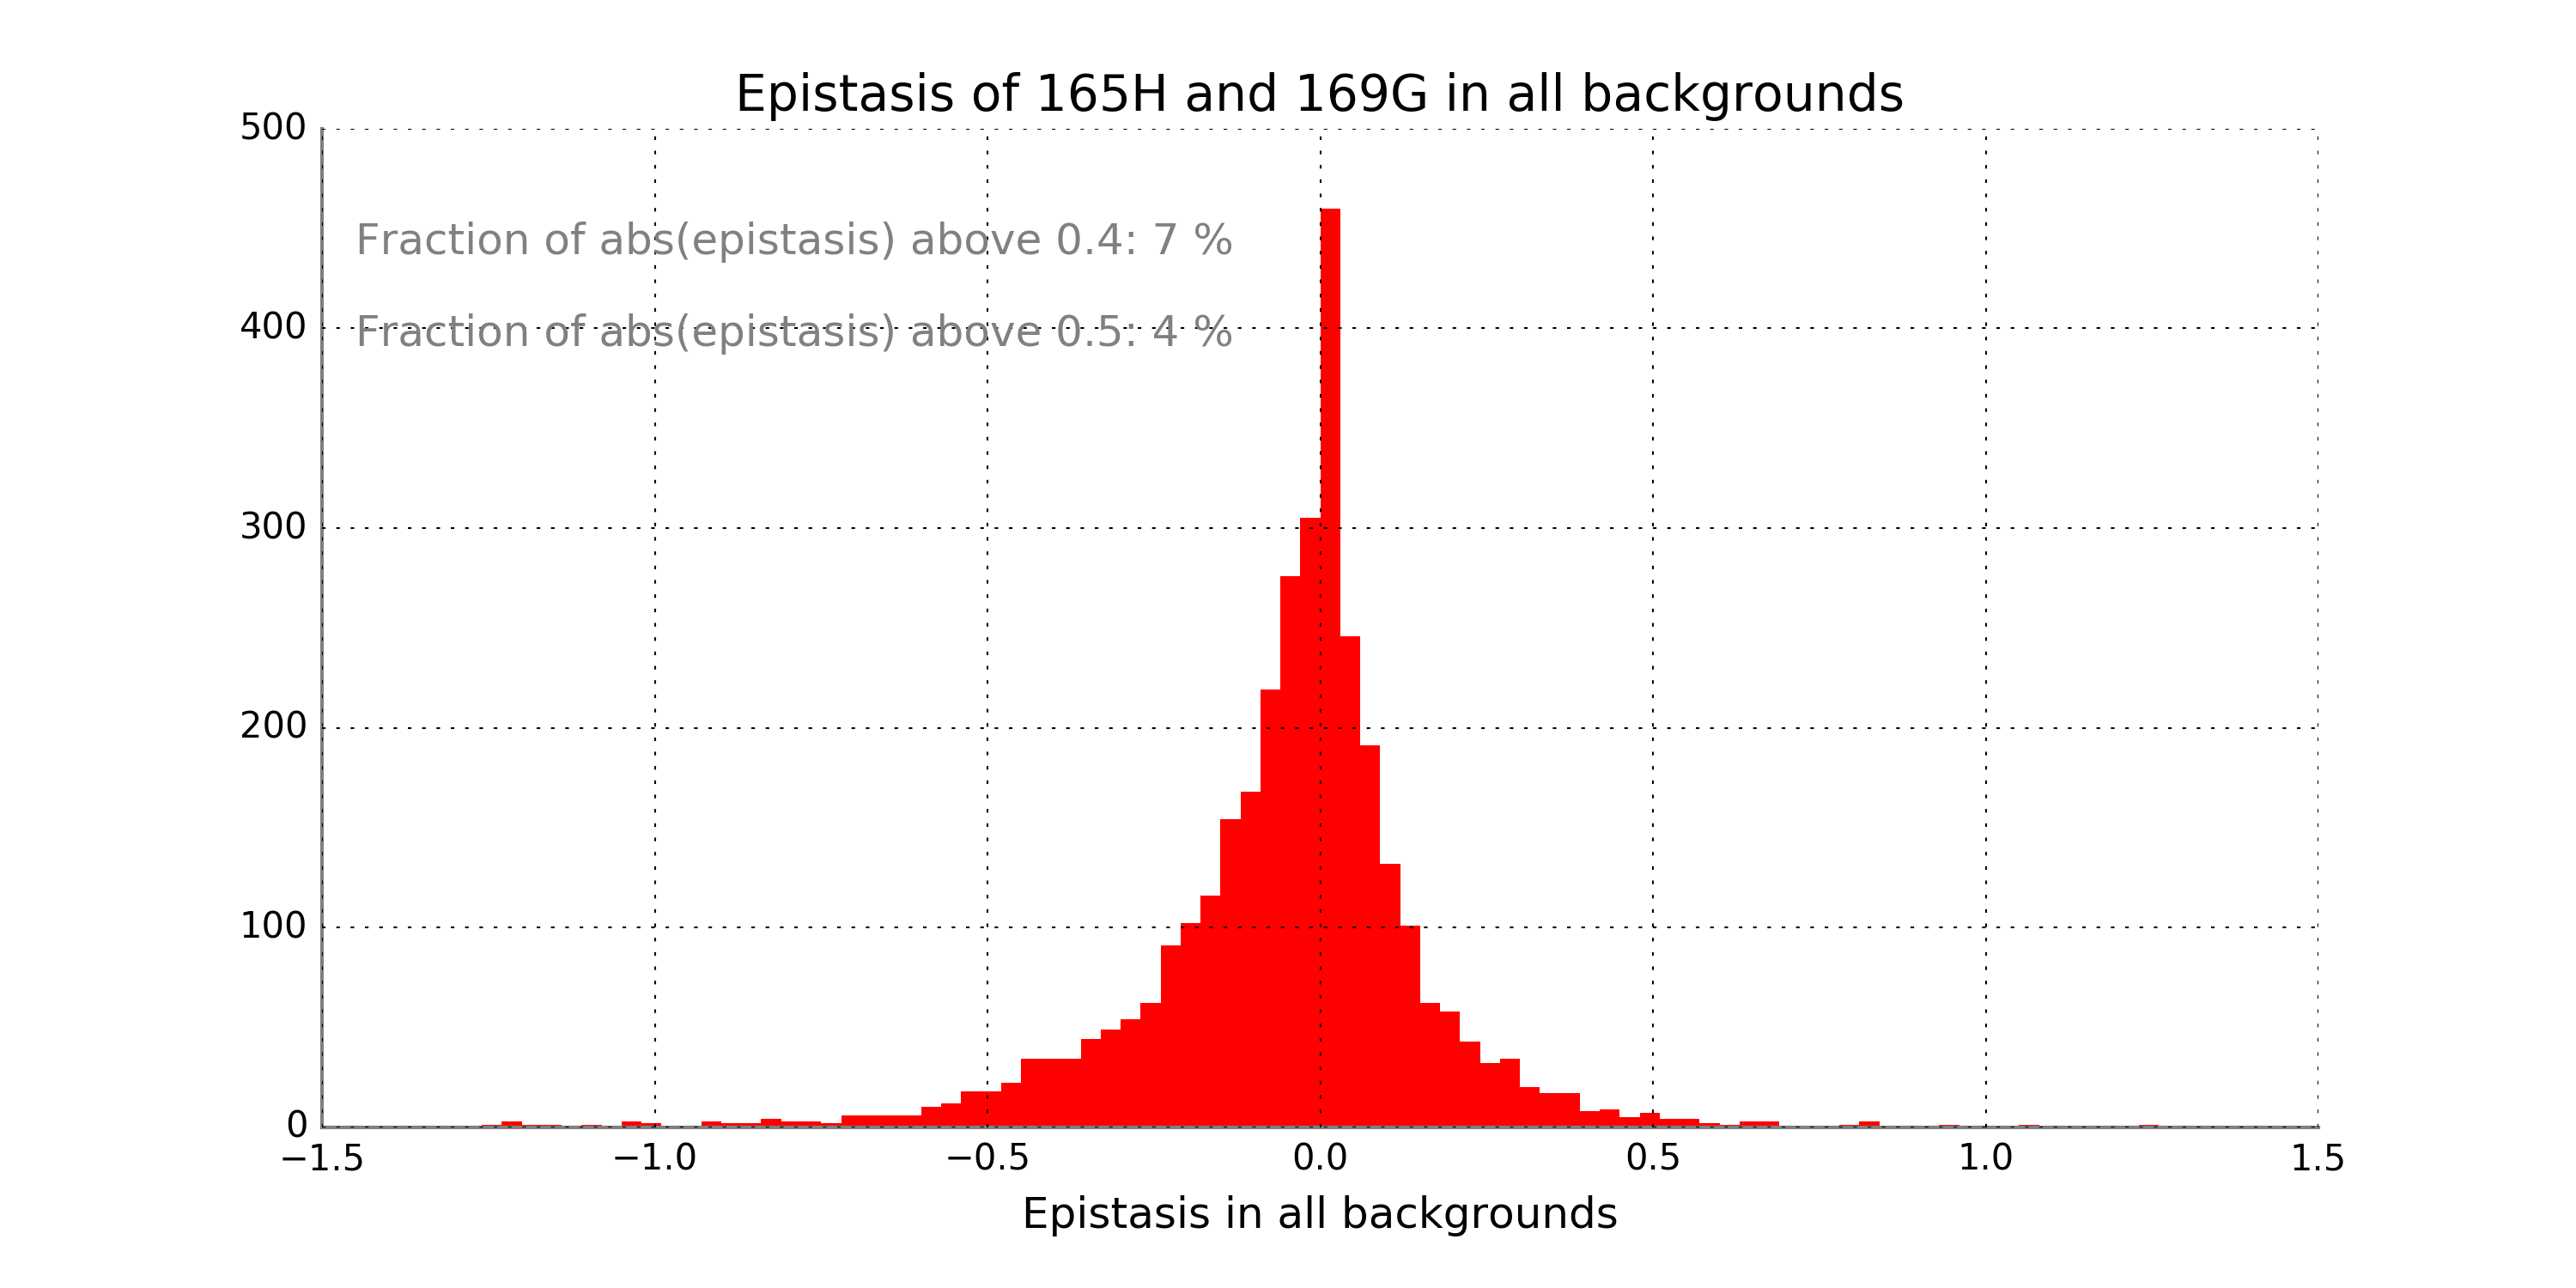 Epistasis of 165H and 169G in all backgrounds
500
Fraction of abs(epistasis) above 0.4: 7 %
400
Fraction of abs(epistasis) above 0.5: 4 %
300
200
100
0
−1.5 −1.0 −0.5 0.0 0.5 1.0 1.5
Epistasis in all backgrounds